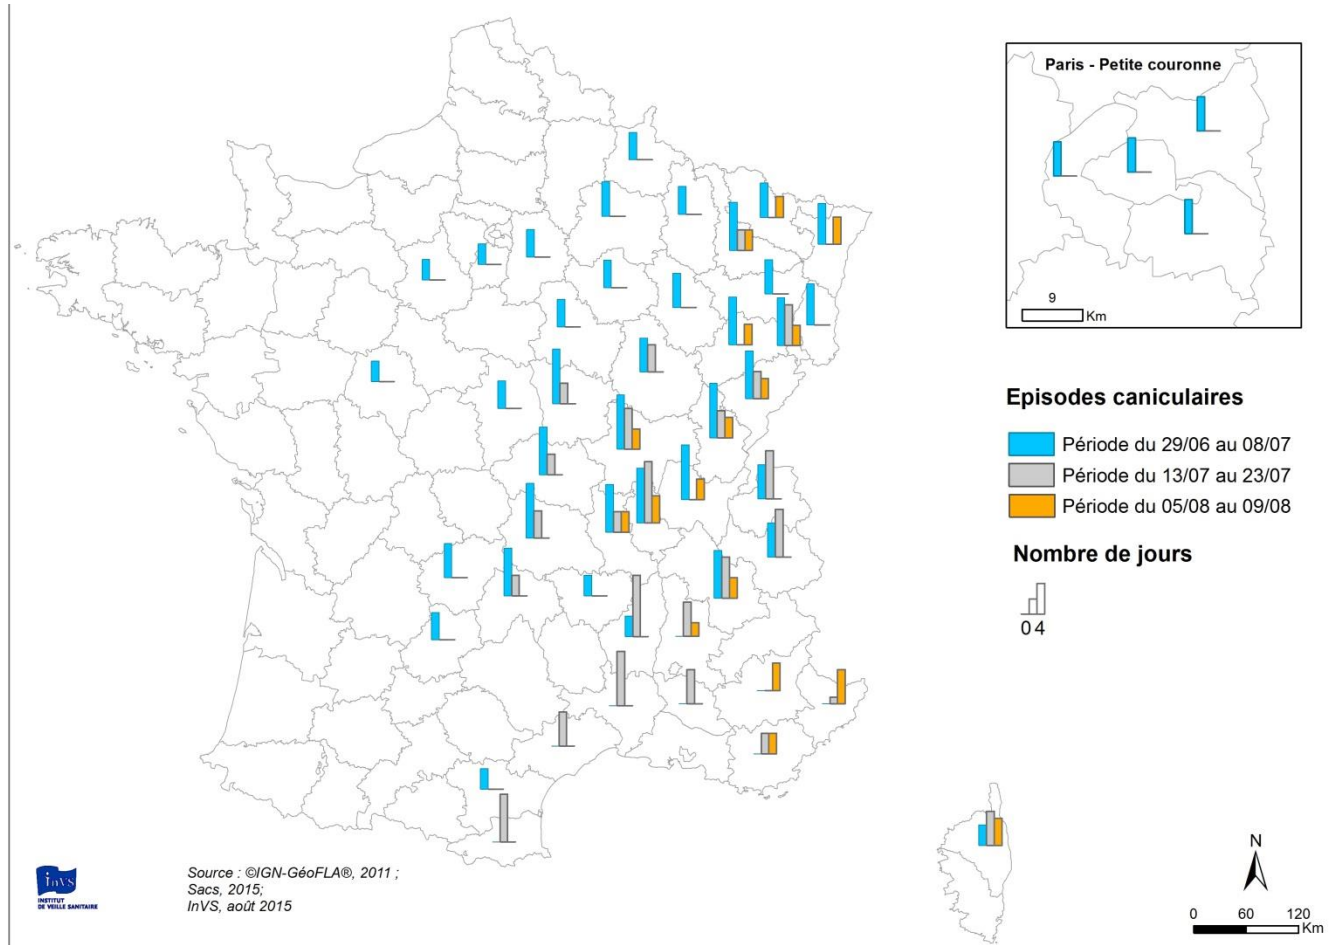 Paris - Petite couronne
9
Km
Episodes caniculaires
Période du 29/06 au 08/07
Période du 13/07 au 23/07
Période du 05/08 au 09/08
Nombre de jours
0 4
InVS
INSTITUT
DE VEILLE SANITAIRE
Source : ©IGN-GéoFLA®, 2011 ;
Sacs, 2015;
InVS, août 2015
N
0 60 120
Km